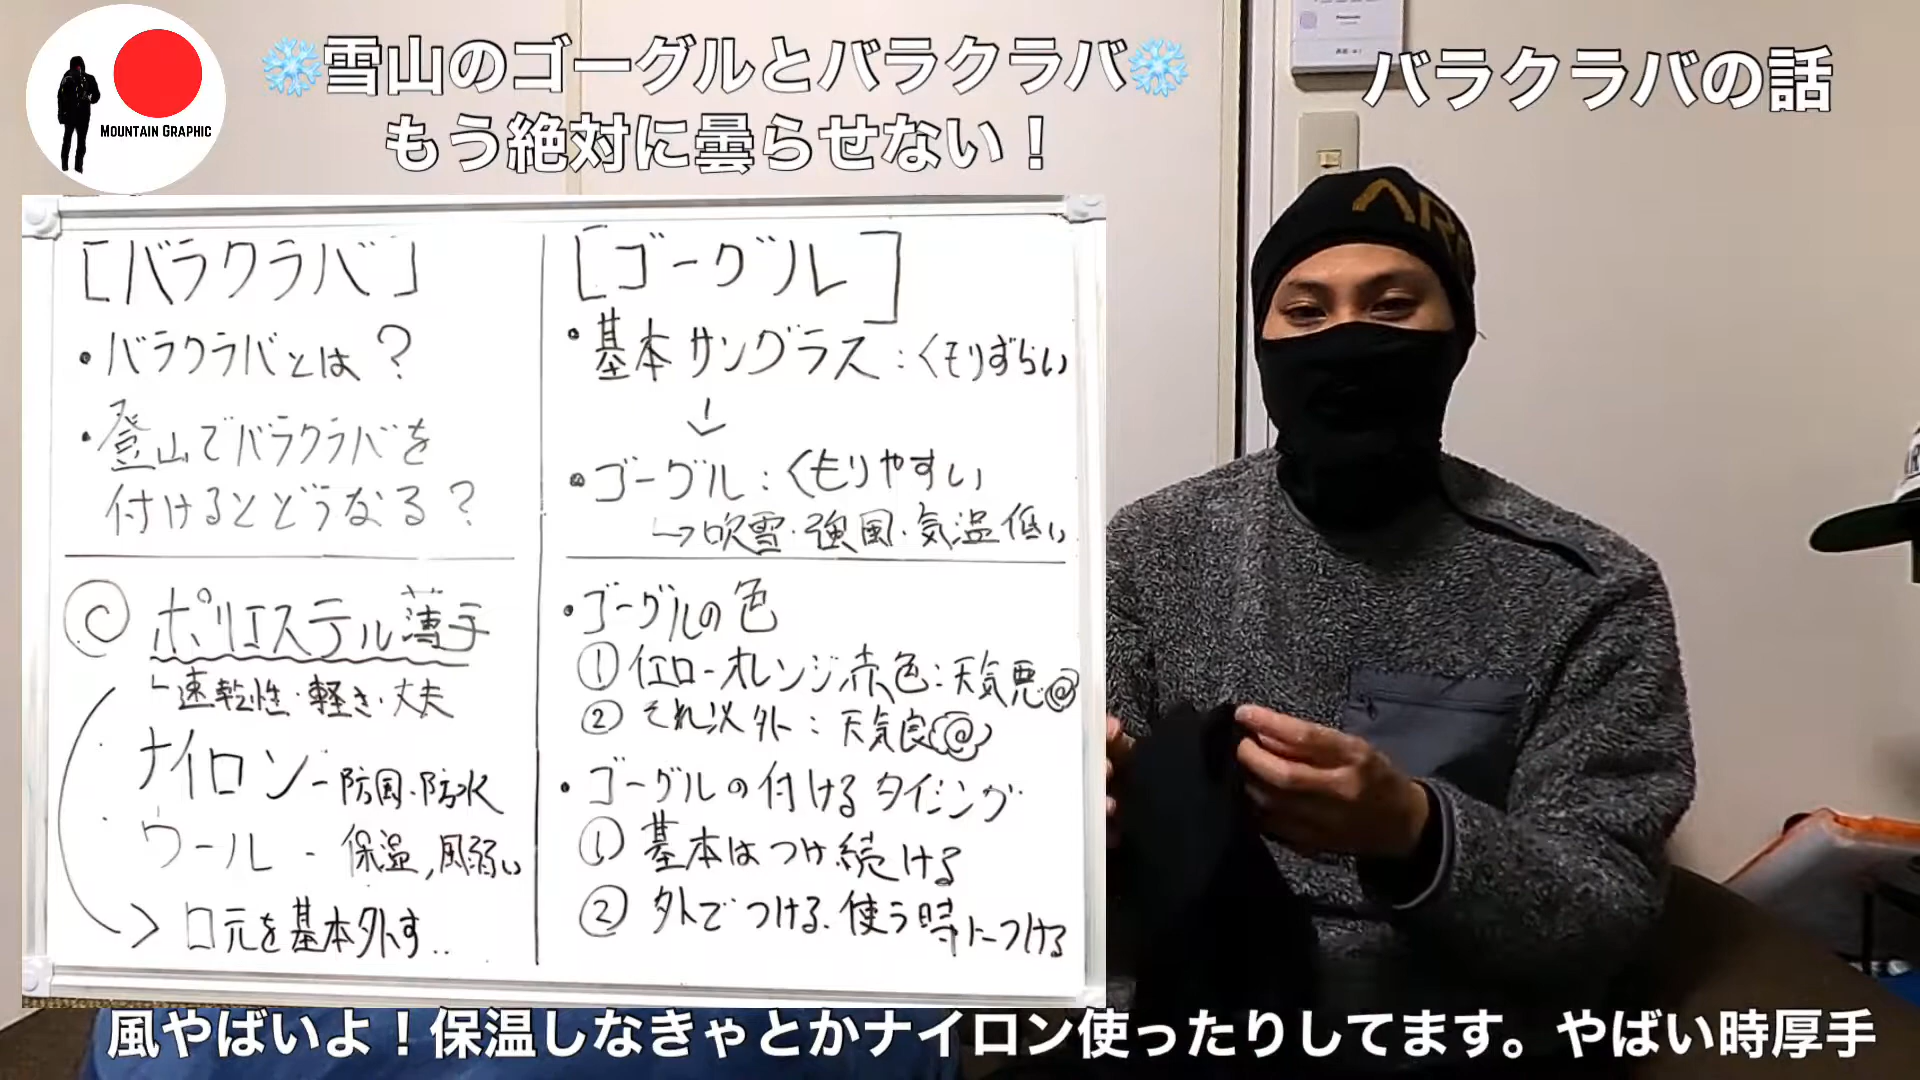 MOUNTAIN GRAPHIC
❄雪山のゴーグルとバラクラバ❄
もう絶対に曇らせない！
バラクラバの話
[バラクラバ]
・バラクラバとは？
・登山でバラクラバを
付けるとどうなる？
◎ ポリエステル薄手
└速乾性・軽さ・丈夫
ナイロン-防風・防水
ウール - 保温,風弱い
→ 口元を基本外す..
[ゴーグル]
・基本サングラス：くもりずらい
↓
・ゴーグル：くもりやすい
↳吹雪・強風・気温低い
・ゴーグルの色
① イエローオレンジ赤色：天気悪
② それ以外：天気良
・ゴーグルの付けるタイミング
① 基本はつけ続ける
② 外でつける、使う時につける
AR
風やばいよ！保温しなきゃとかナイロン使ったりしてます。やばい時厚手